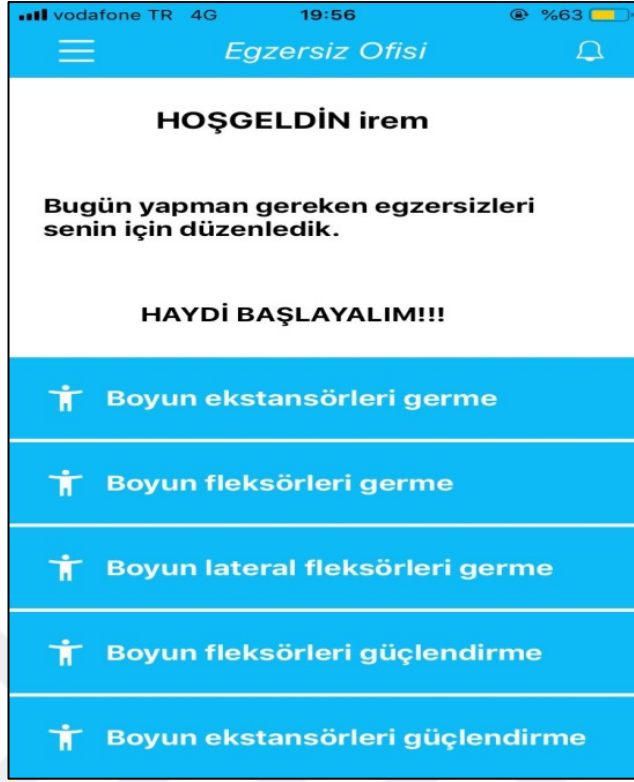 vodafone TR 4G 19:56 %63
Egzersiz Ofisi
HOŞGELDİN irem
Bugün yapman gereken egzersizleri
senin için düzenledik.
HAYDİ BAŞLAYALIM!!!
Boyun ekstansörleri germe
Boyun fleksörleri germe
Boyun lateral fleksörleri germe
Boyun fleksörleri güçlendirme
Boyun ekstansörleri güçlendirme